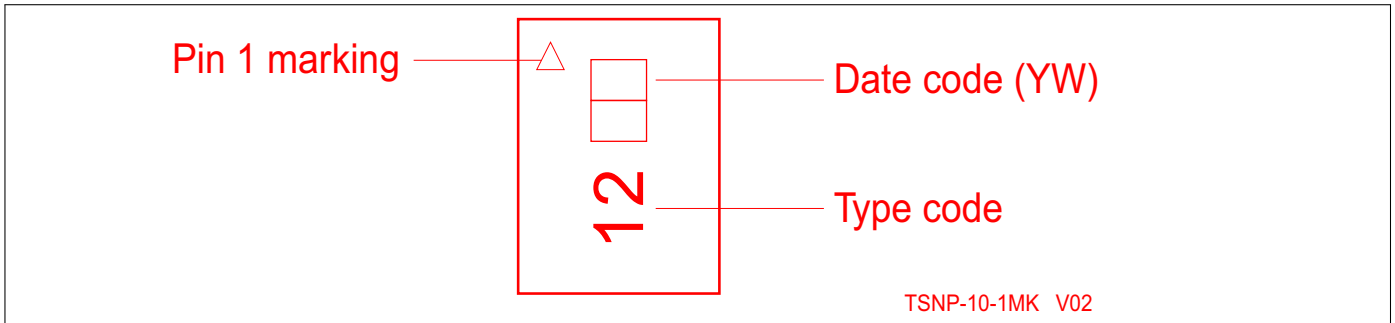 Pin 1 marking
Date code (YW)
12
Type code
TSNP-10-1MK V02